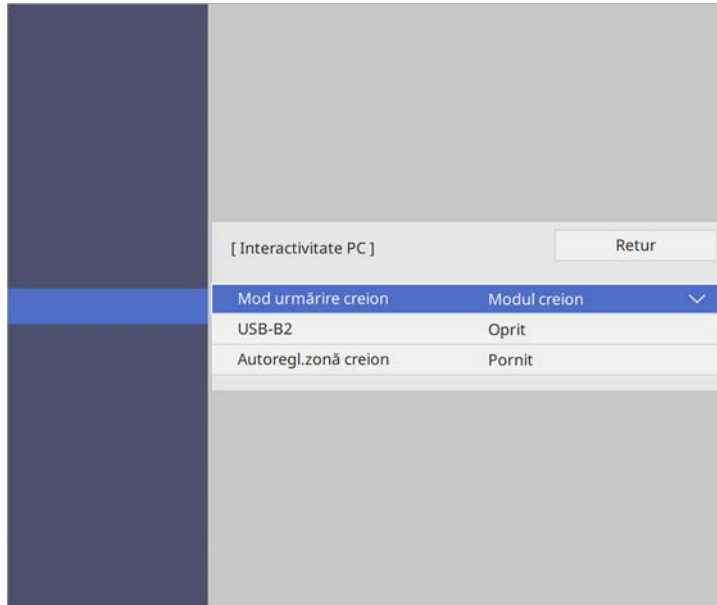 [ Interactivitate PC ]
Retur
Mod urmărire creion Modul creion
USB-B2 Oprit
Autoregl.zonă creion Pornit